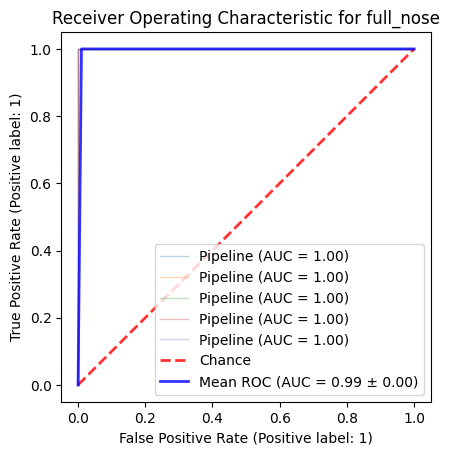 Receiver Operating Characteristic for full_nose
True Positive Rate (Positive label: 1)
1.0
0.8
0.6
0.4
0.2
0.0
Pipeline (AUC = 1.00)
Pipeline (AUC = 1.00)
Pipeline (AUC = 1.00)
Pipeline (AUC = 1.00)
Pipeline (AUC = 1.00)
Chance
Mean ROC (AUC = 0.99 ± 0.00)
0.0 0.2 0.4 0.6 0.8 1.0
False Positive Rate (Positive label: 1)